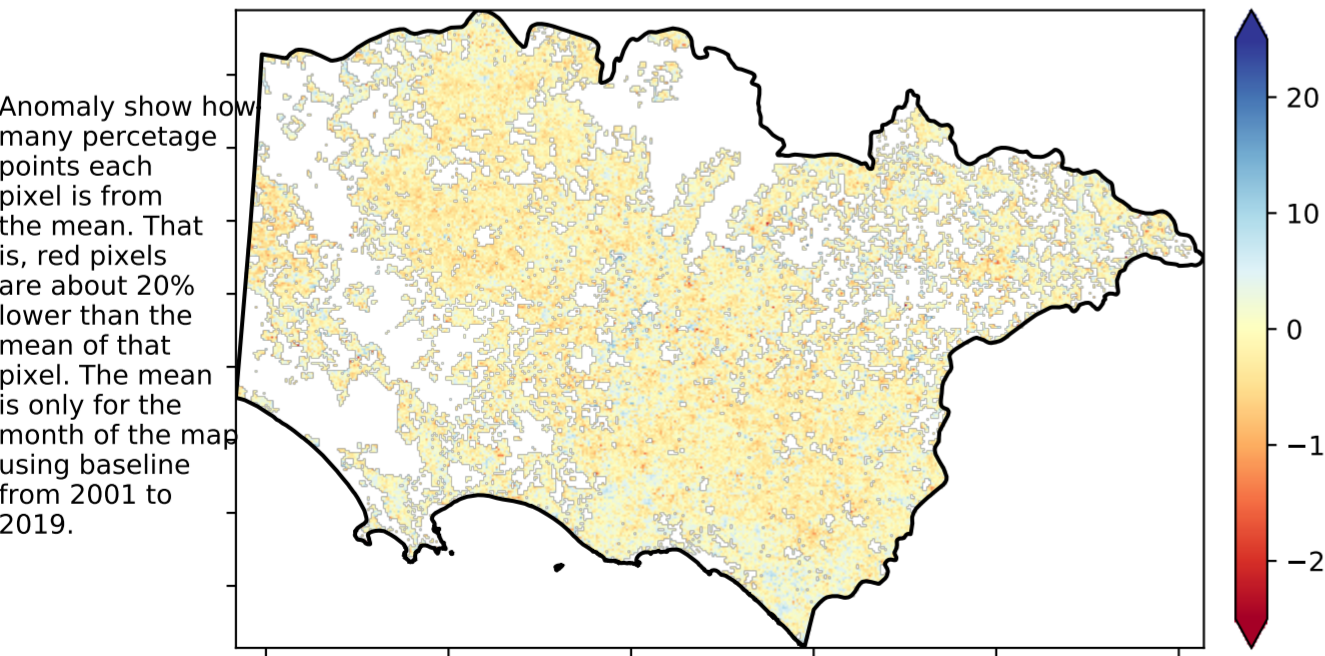 Anomaly show how
many percetage
points each
pixel is from
the mean. That
is, red pixels
are about 20%
lower than the
mean of that
pixel. The mean
is only for the
month of the map
using baseline
from 2001 to
2019.
20
10
0
−1
−2